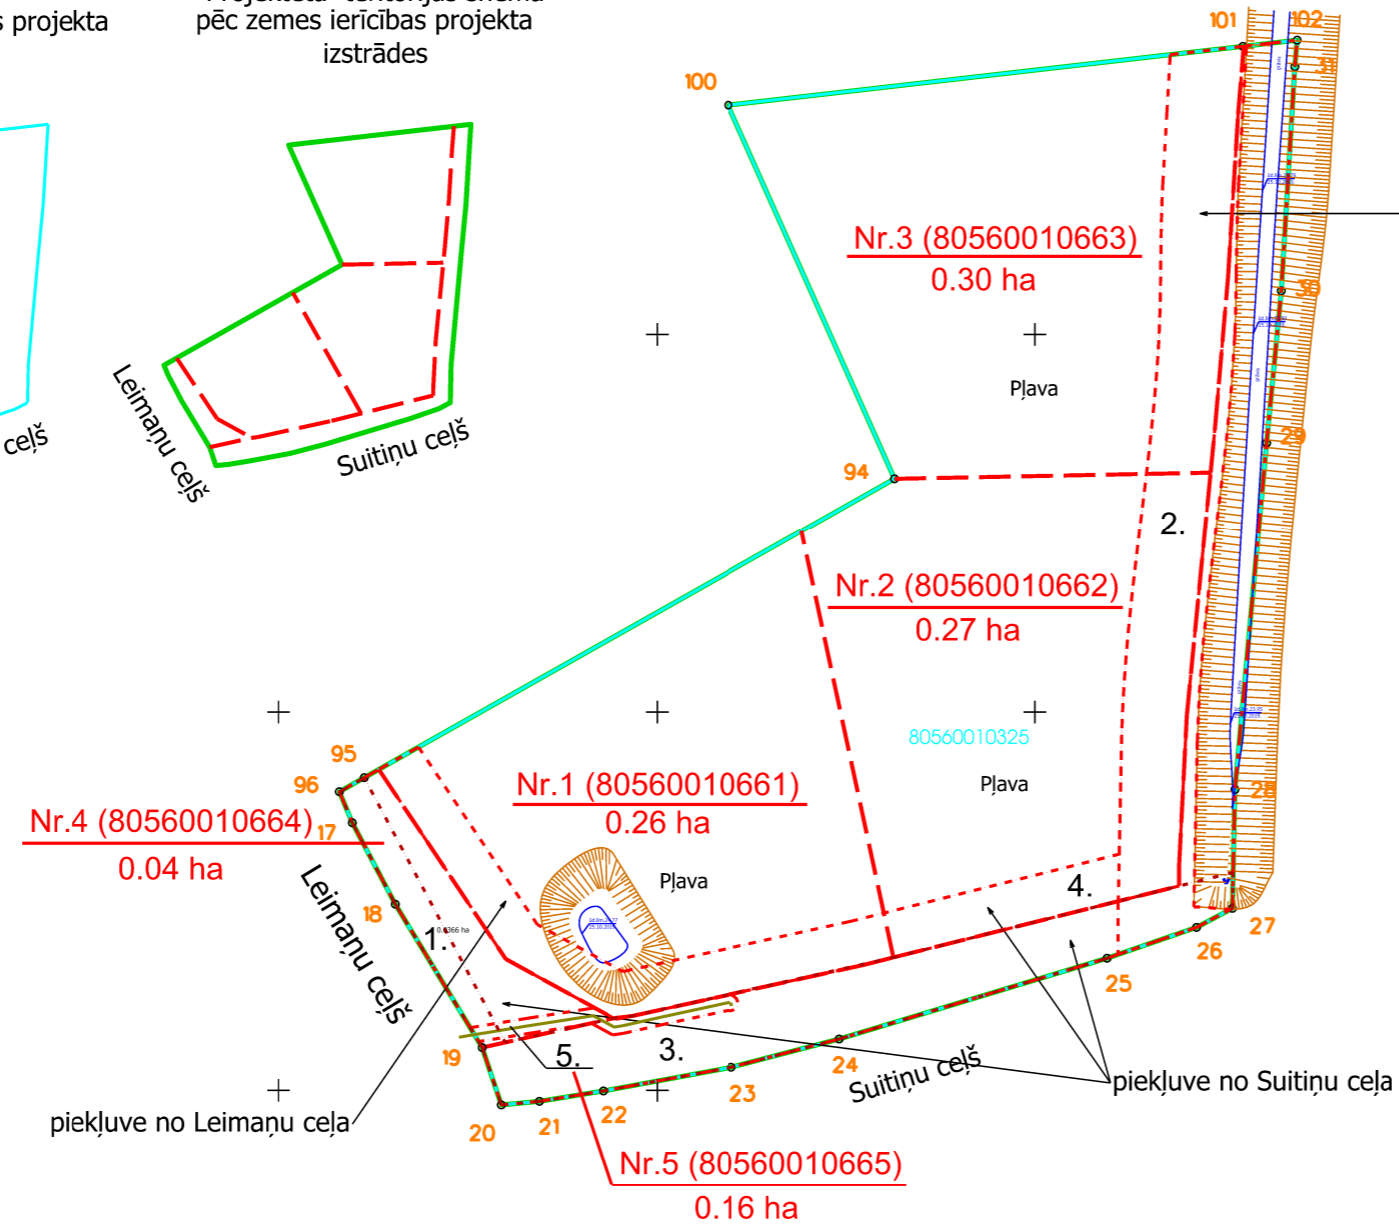 s projekta
Projektētā teritorijas shēma
pēc zemes ierīcības projekta
izstrādes
101
102
31
100
Nr.3 (80560010663)
0.30 ha
30
Leimaņu ceļš
Suitiņu ceļš
ceļš
Pļava
29
94
2.
Nr.2 (80560010662)
0.27 ha
80560010325
Pļava
95
96
28
Nr.1 (80560010661)
0.26 ha
Nr.4 (80560010664)
17
0.04 ha
Pļava
4.
Leimaņu ceļš
18
1.
27
26
25
19
5.
3.
24
Suitiņu ceļš
23
22
21
20
piekļuve no Suitiņu ceļa
piekļuve no Leimaņu ceļa
Nr.5 (80560010665)
0.16 ha